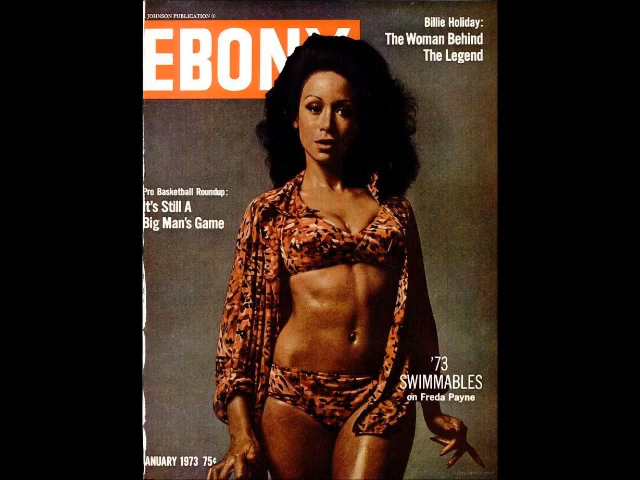 JOHNSON PUBLICATION ®
EBONY
Billie Holiday:
The Woman Behind
The Legend
Pro Basketball Roundup:
It's Still A
Big Man's Game
'73
SWIMMABLES
on Freda Payne
ANUARY 1973 75¢